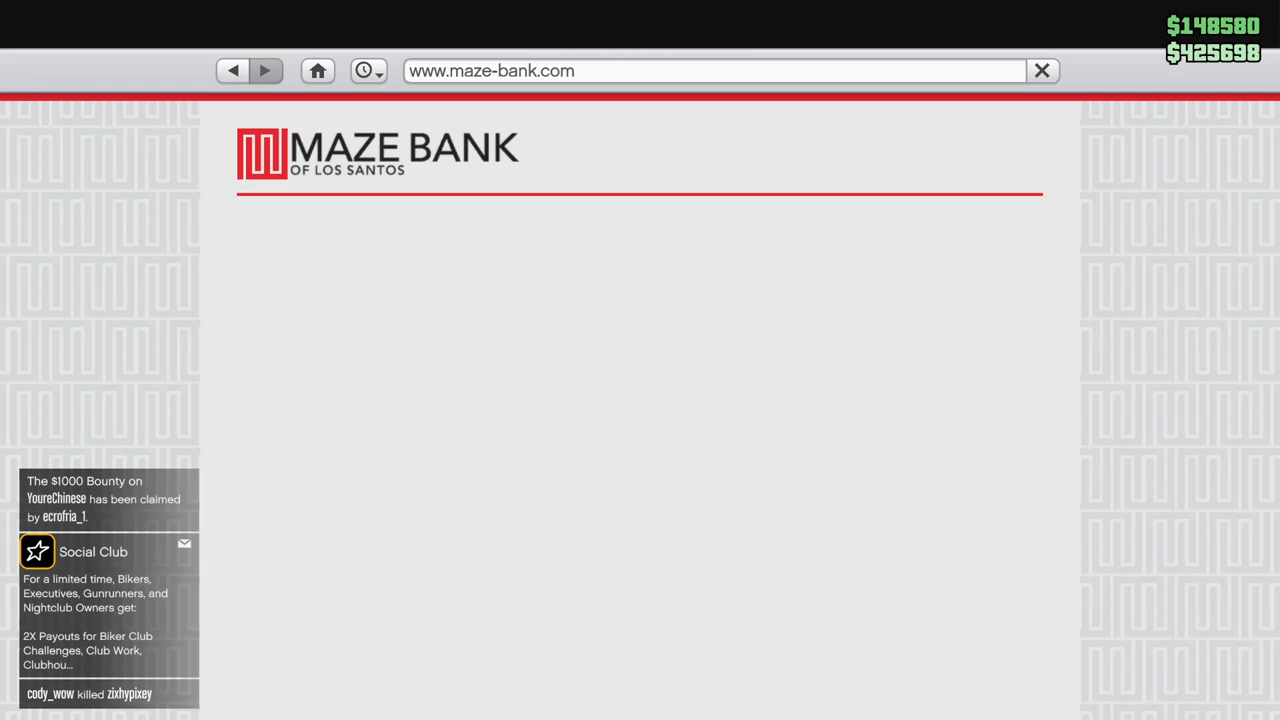 $148580
$425698
www.maze-bank.com
MAZE BANK
OF LOS SANTOS
The $1000 Bounty on
YoureChinese has been claimed
by ecrofria_1.
Social Club
For a limited time, Bikers,
Executives, Gunrunners, and
Nightclub Owners get:
2X Payouts for Biker Club
Challenges, Club Work,
Clubhou...
cody_wow killed zixhypixey